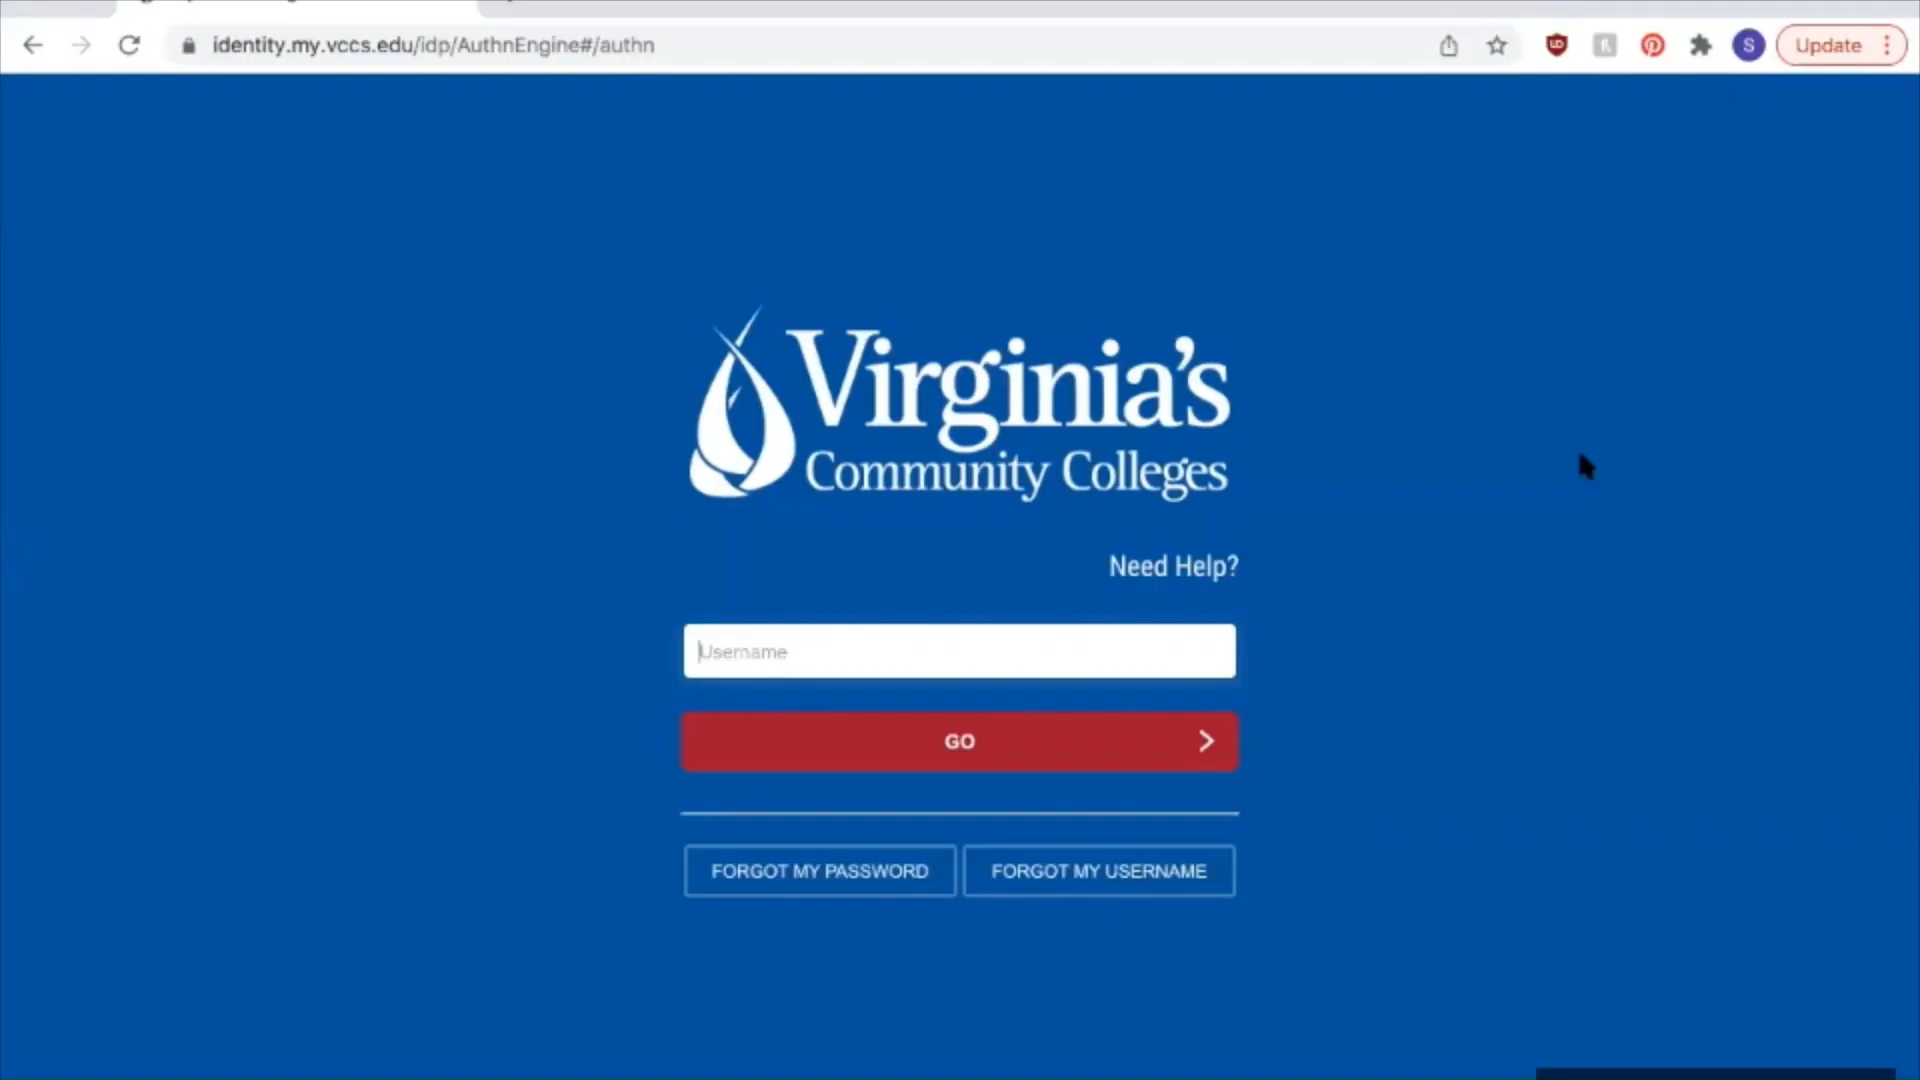 identity.my.vccs.edu/idp/AuthnEngine#/authn
S
Update
Virginia's
Community Colleges
Need Help?
Username
GO
FORGOT MY PASSWORD
FORGOT MY USERNAME